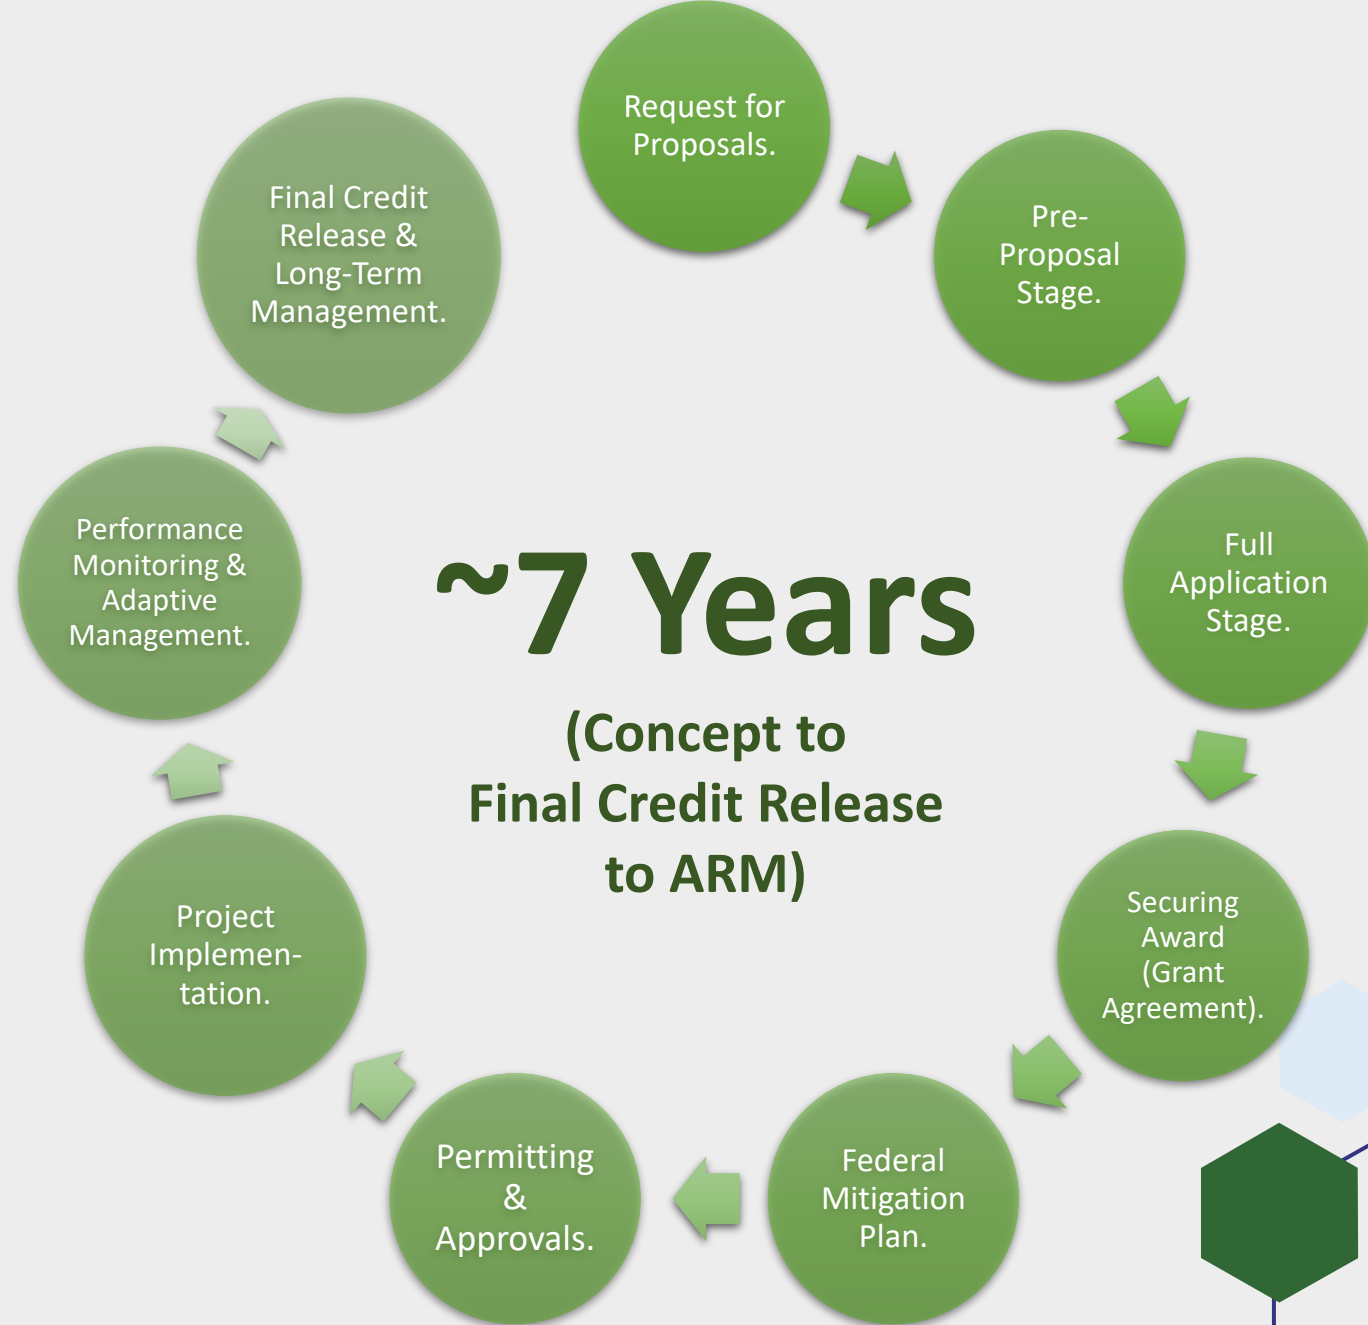 Request for
Proposals.
Pre-
Proposal
Stage.
Full
Application
Stage.
Securing
Award
(Grant
Agreement).
Federal
Mitigation
Plan.
Permitting
&
Approvals.
Project
Implemen-
tation.
Performance
Monitoring &
Adaptive
Management.
Final Credit
Release &
Long-Term
Management.
~7 Years
(Concept to
Final Credit Release
to ARM)